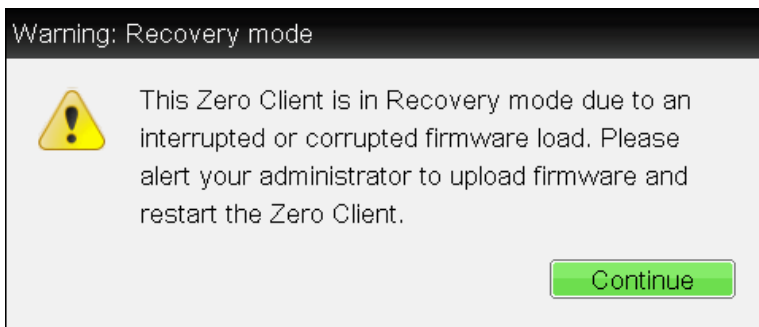 Warning: Recovery mode
This Zero Client is in Recovery mode due to an
interrupted or corrupted firmware load. Please
alert your administrator to upload firmware and
restart the Zero Client.
Continue